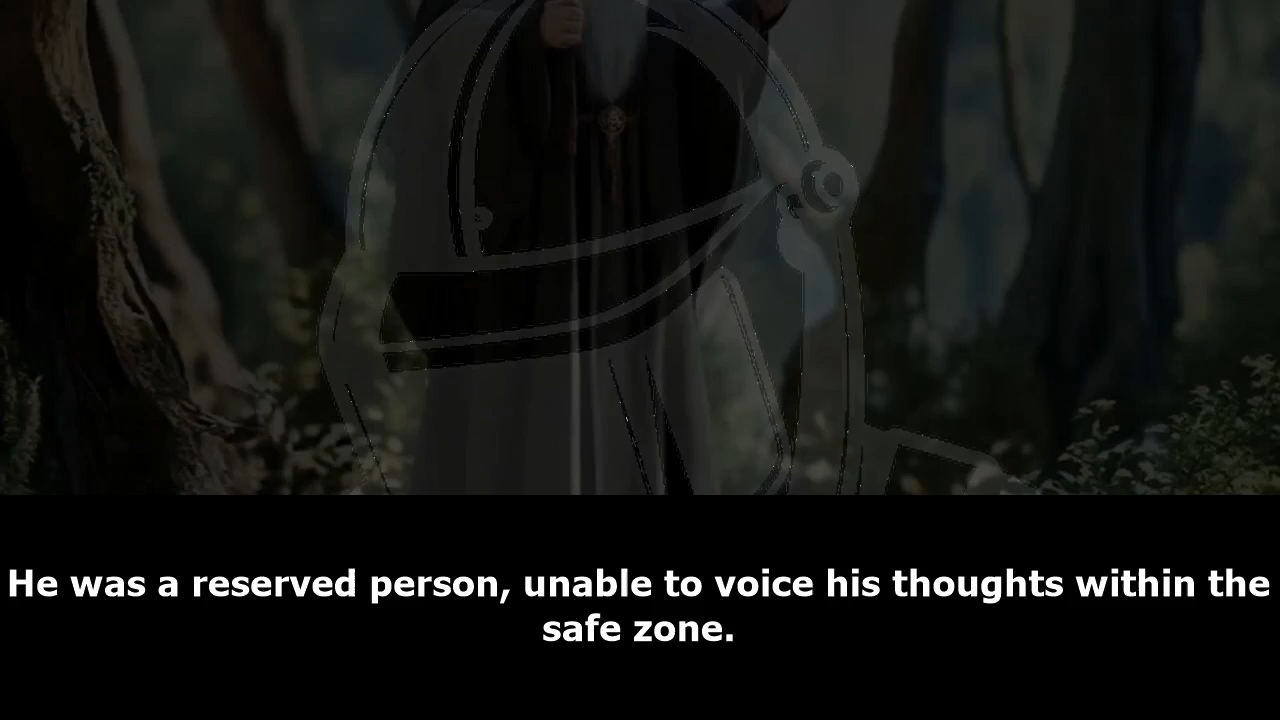 He was a reserved person, unable to voice his thoughts within the
safe zone.